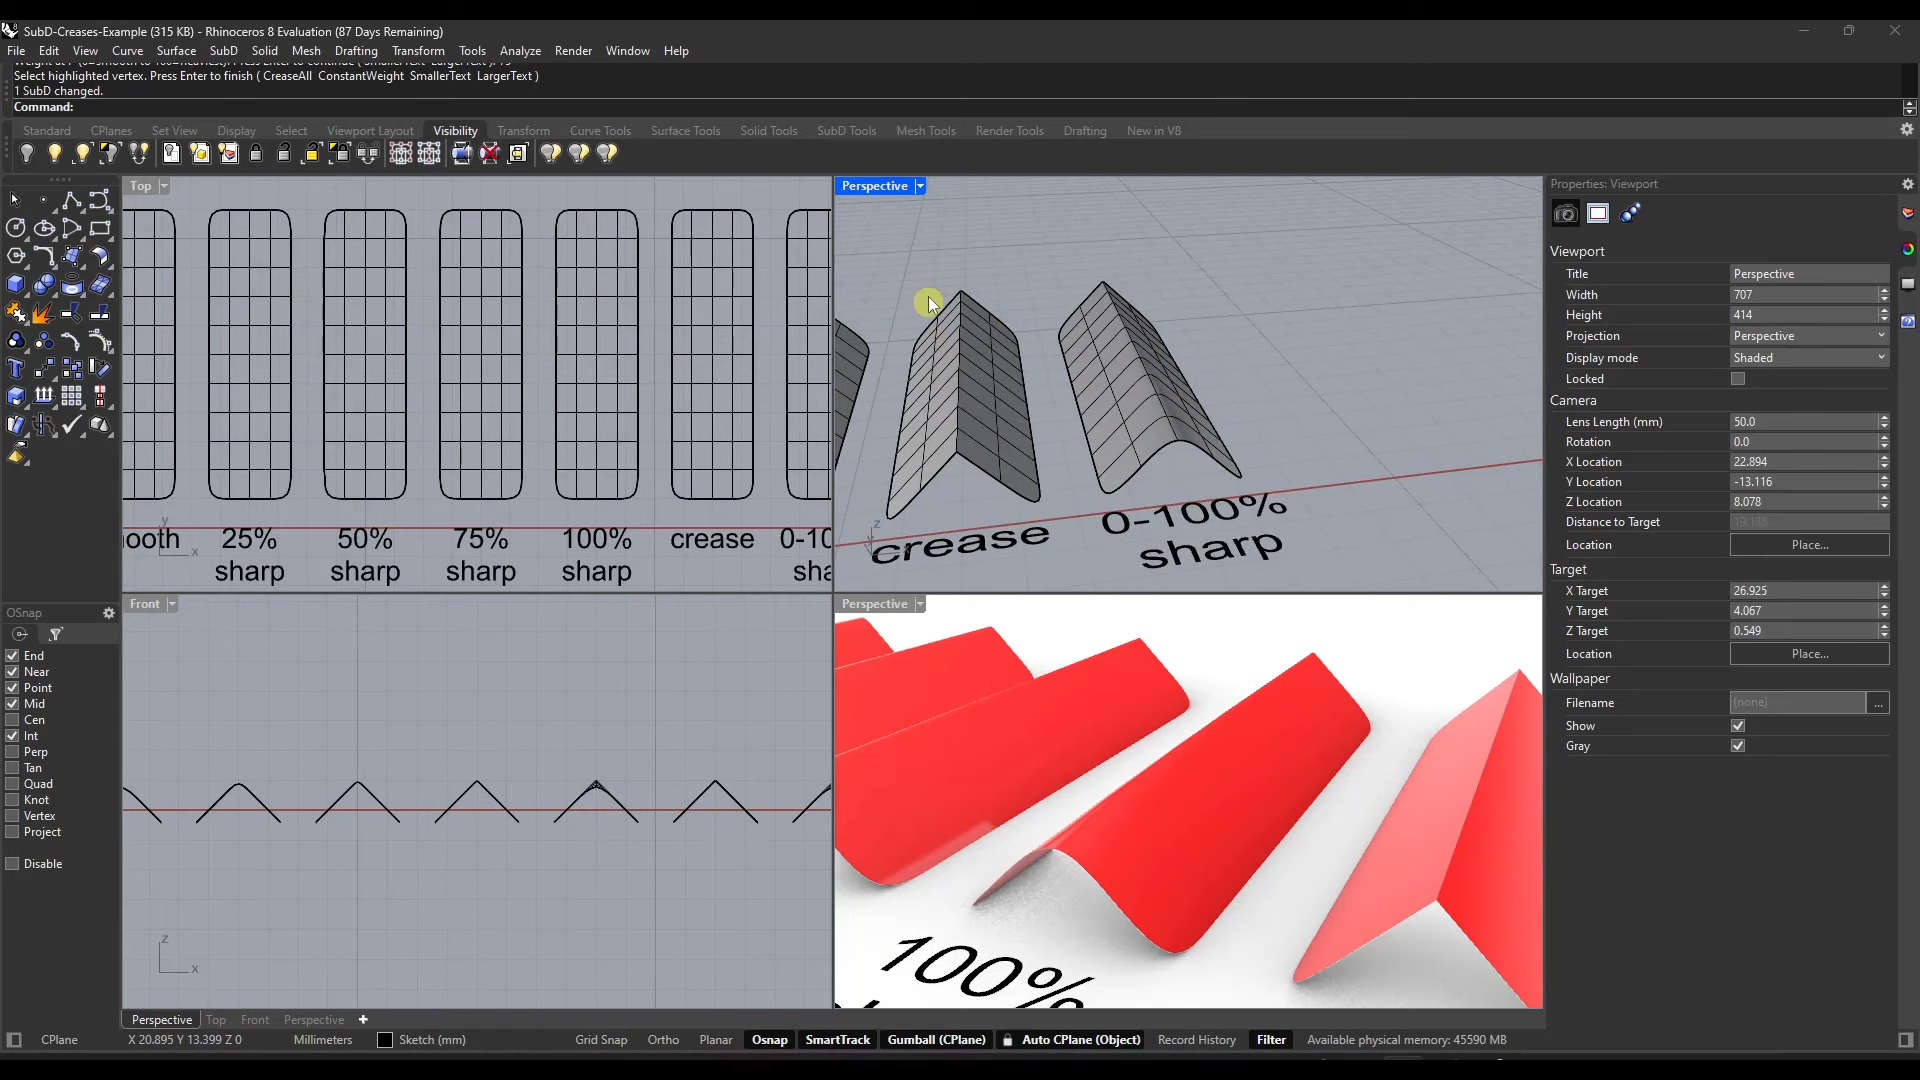 SubD-Creases-Example (315 KB) - Rhinoceros 8 Evaluation (87 Days Remaining)
File Edit View Curve Surface SubD Solid Mesh Drafting Transform Tools Analyze Render Window Help
Select highlighted vertex. Press Enter to finish ( CreaseAll ConstantWeight SmallerText LargerText )
1 SubD changed.
Command:
Standard CPlanes Set View Display Select Viewport Layout Visibility Transform Curve Tools Surface Tools Solid Tools SubD Tools Mesh Tools Render Tools Drafting New in V8
Top
25% sharp
50% sharp
75% sharp
100% sharp
crease
y
x
Perspective
crease
0-100%
sharp
z
Front
z
x
Perspective
100%
OSnap
End
Near
Point
Mid
Cen
Int
Perp
Tan
Quad
Knot
Vertex
Project
Disable
Properties: Viewport
Viewport
Title Perspective
Width 707
Height 414
Projection Perspective
Display mode Shaded
Locked
Camera
Lens Length (mm) 50.0
Rotation 0.0
X Location 22.894
Y Location -13.116
Z Location 8.078
Distance to Target
Location Place...
Target
X Target 26.925
Y Target 4.067
Z Target 0.549
Location Place...
Wallpaper
Filename (none) ...
Show
Gray
Perspective Top Front Perspective
CPlane X 20.895 Y 13.399 Z 0 Millimeters Sketch (mm) Grid Snap Ortho Planar Osnap SmartTrack Gumball (CPlane) Auto CPlane (Object) Record History Filter Available physical memory: 45590 MB